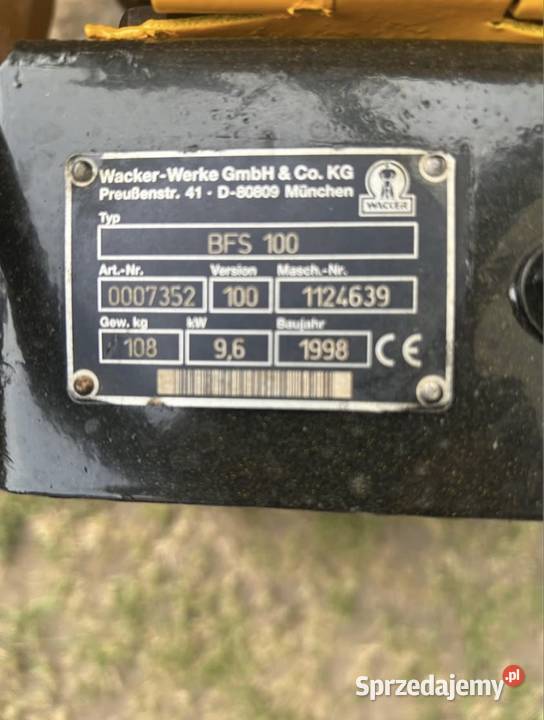 Wacker-Werke GmbH & Co. KG
Preußenstr. 41 · D-80809 München
WACKER
Typ
BFS 100
Art.-Nr. Version Masch.-Nr.
0007352 100 1124639
Gew. kg kW Baujahr
108 9,6 1998 CE
Sprzedajemy.pl